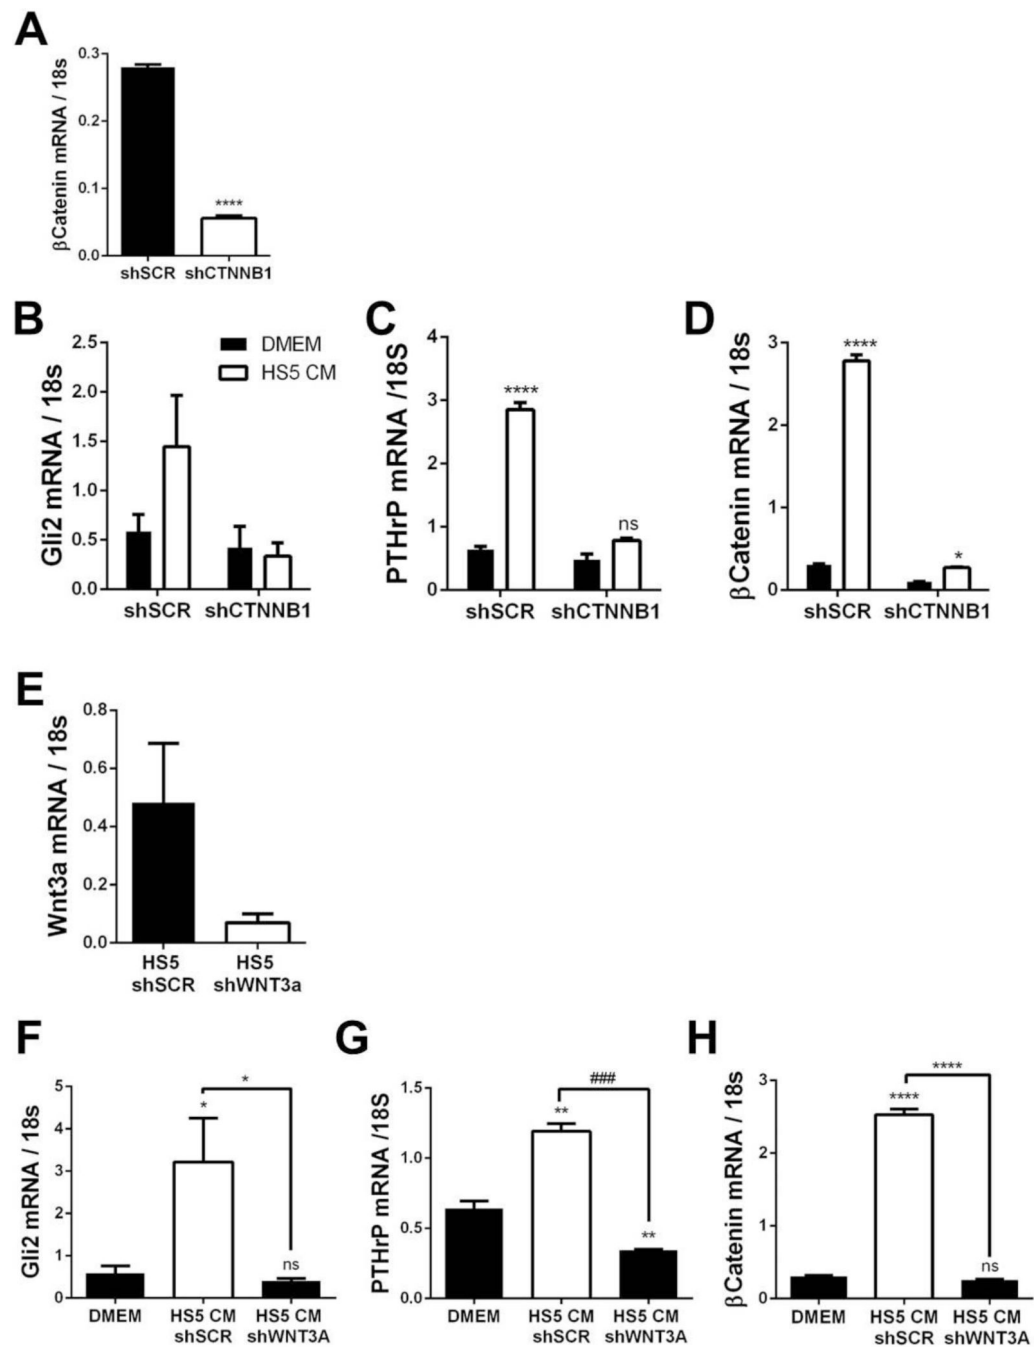 A
βCatenin mRNA / 18s
0.3
0.2
0.1
0.0
****
shSCR shCTNNB1
B
Gli2 mRNA / 18s
2.5
2.0
1.5
1.0
0.5
0.0
DMEM
HS5 CM
shSCR shCTNNB1
C
PTHrP mRNA /18S
4
3
2
1
0
****
ns
shSCR shCTNNB1
D
βCatenin mRNA / 18s
3
2
1
0
****
*
shSCR shCTNNB1
E
Wnt3a mRNA / 18s
0.8
0.6
0.4
0.2
0.0
HS5 HS5
shSCR shWNT3a
F
Gli2 mRNA / 18s
5
4
3
2
1
0
*
*
ns
DMEM HS5 CM HS5 CM
shSCR shWNT3A
G
PTHrP mRNA /18S
1.5
1.0
0.5
0.0
###
**
**
DMEM HS5 CM HS5 CM
shSCR shWNT3A
H
βCatenin mRNA / 18s
3
2
1
0
****
****
ns
DMEM HS5 CM HS5 CM
shSCR shWNT3A